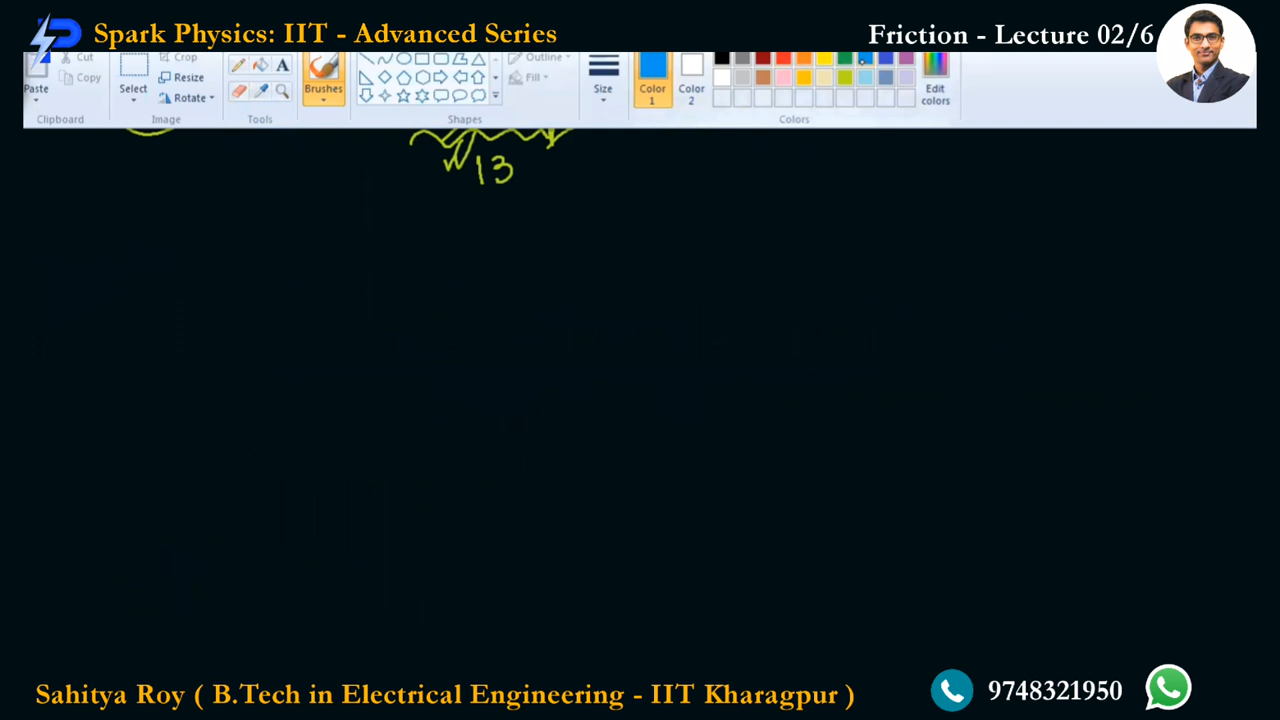 Spark Physics: IIT - Advanced Series
Friction - Lecture 02/6
Cut
Crop
Outline
Paste
Copy
Select
Resize
Rotate
A
Brushes
Fill
Size
Color 1
Color 2
Edit colors
Clipboard
Image
Tools
Shapes
Colors
13
Sahitya Roy ( B.Tech in Electrical Engineering - IIT Kharagpur )
9748321950